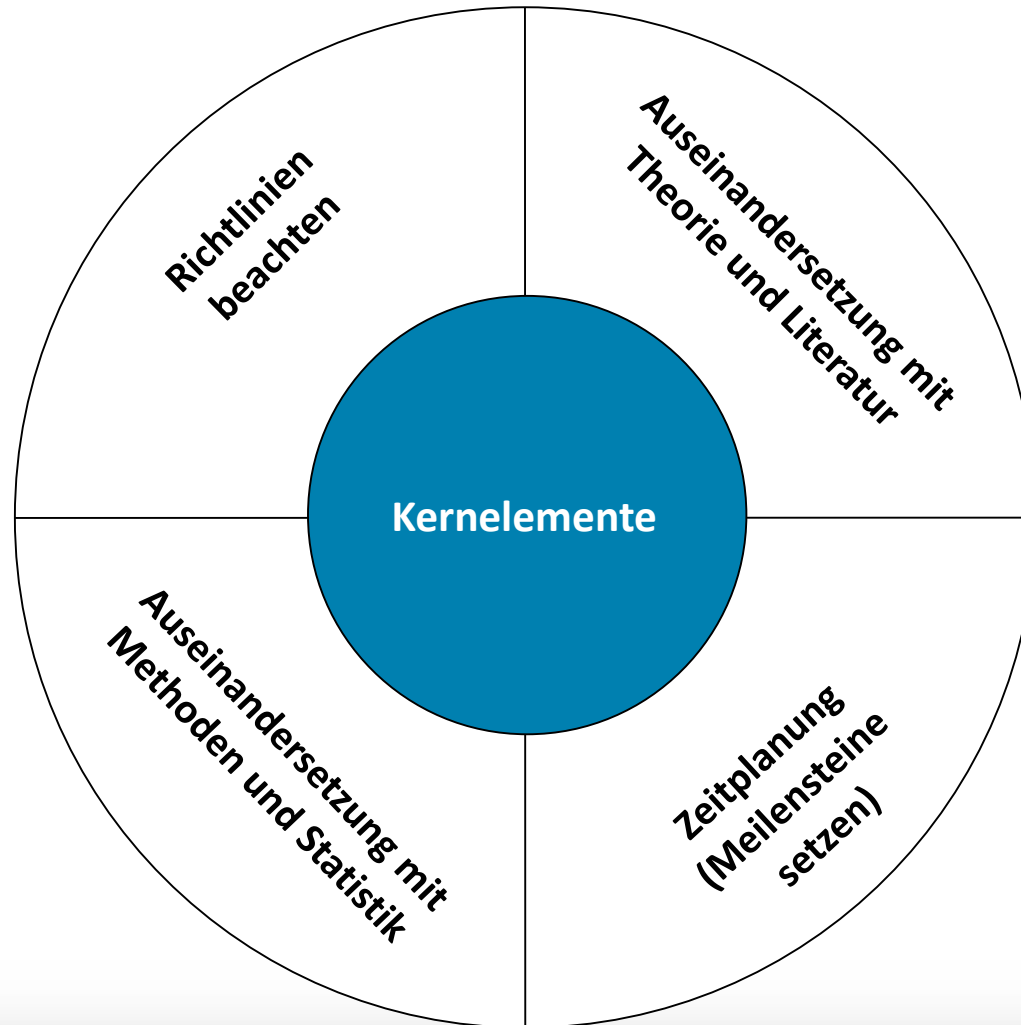 Richtlinien
beachten
Auseinandersetzung mit
Theorie und Literatur
Kernelemente
Auseinandersetzung mit
Methoden und Statistik
Zeitplanung
(Meilensteine
setzen)